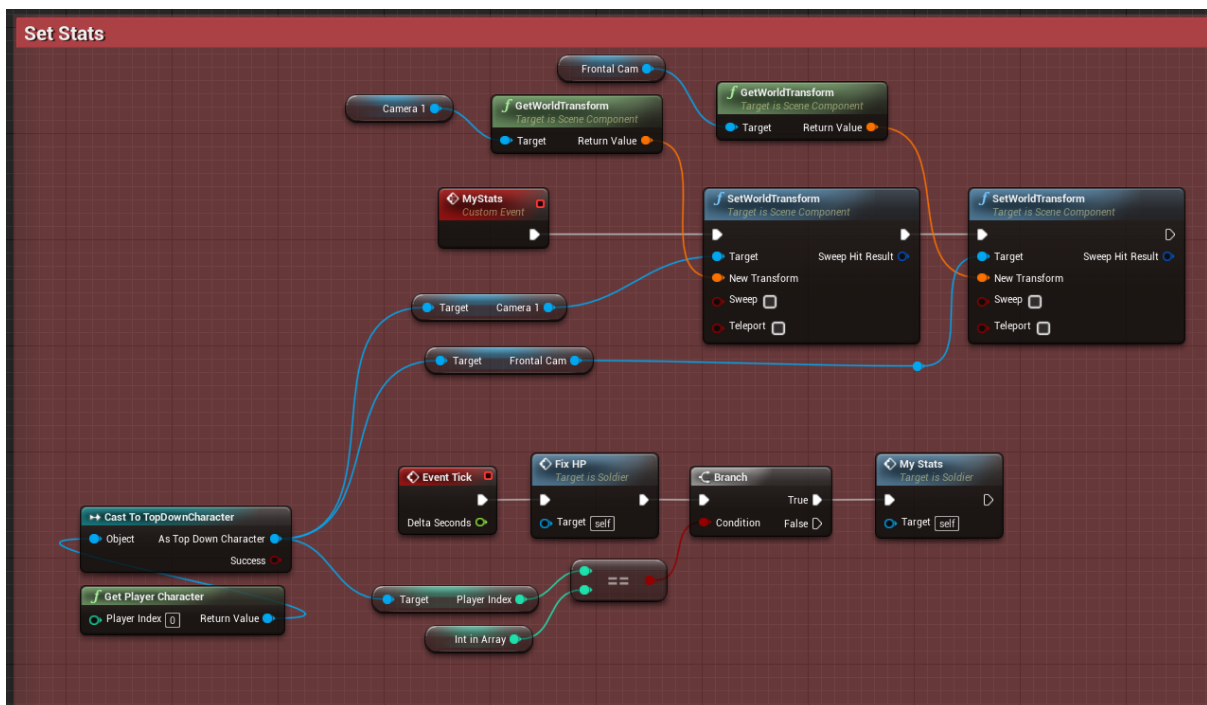 Set Stats
Frontal Cam
Camera 1
GetWorldTransform
Target is Scene Component
Target Return Value
GetWorldTransform
Target is Scene Component
Target Return Value
MyStats
Custom Event
SetWorldTransform
Target is Scene Component
Target Sweep Hit Result
New Transform
Sweep
Teleport
SetWorldTransform
Target is Scene Component
Target Sweep Hit Result
New Transform
Sweep
Teleport
Target Camera 1
Target Frontal Cam
Event Tick
Delta Seconds
Fix HP
Target is Soldier
Target self
Branch
True
Condition False
My Stats
Target is Soldier
Target self
Cast To TopDownCharacter
Object As Top Down Character
Success
Get Player Character
Player Index 0 Return Value
Target Player Index
==
Int in Array